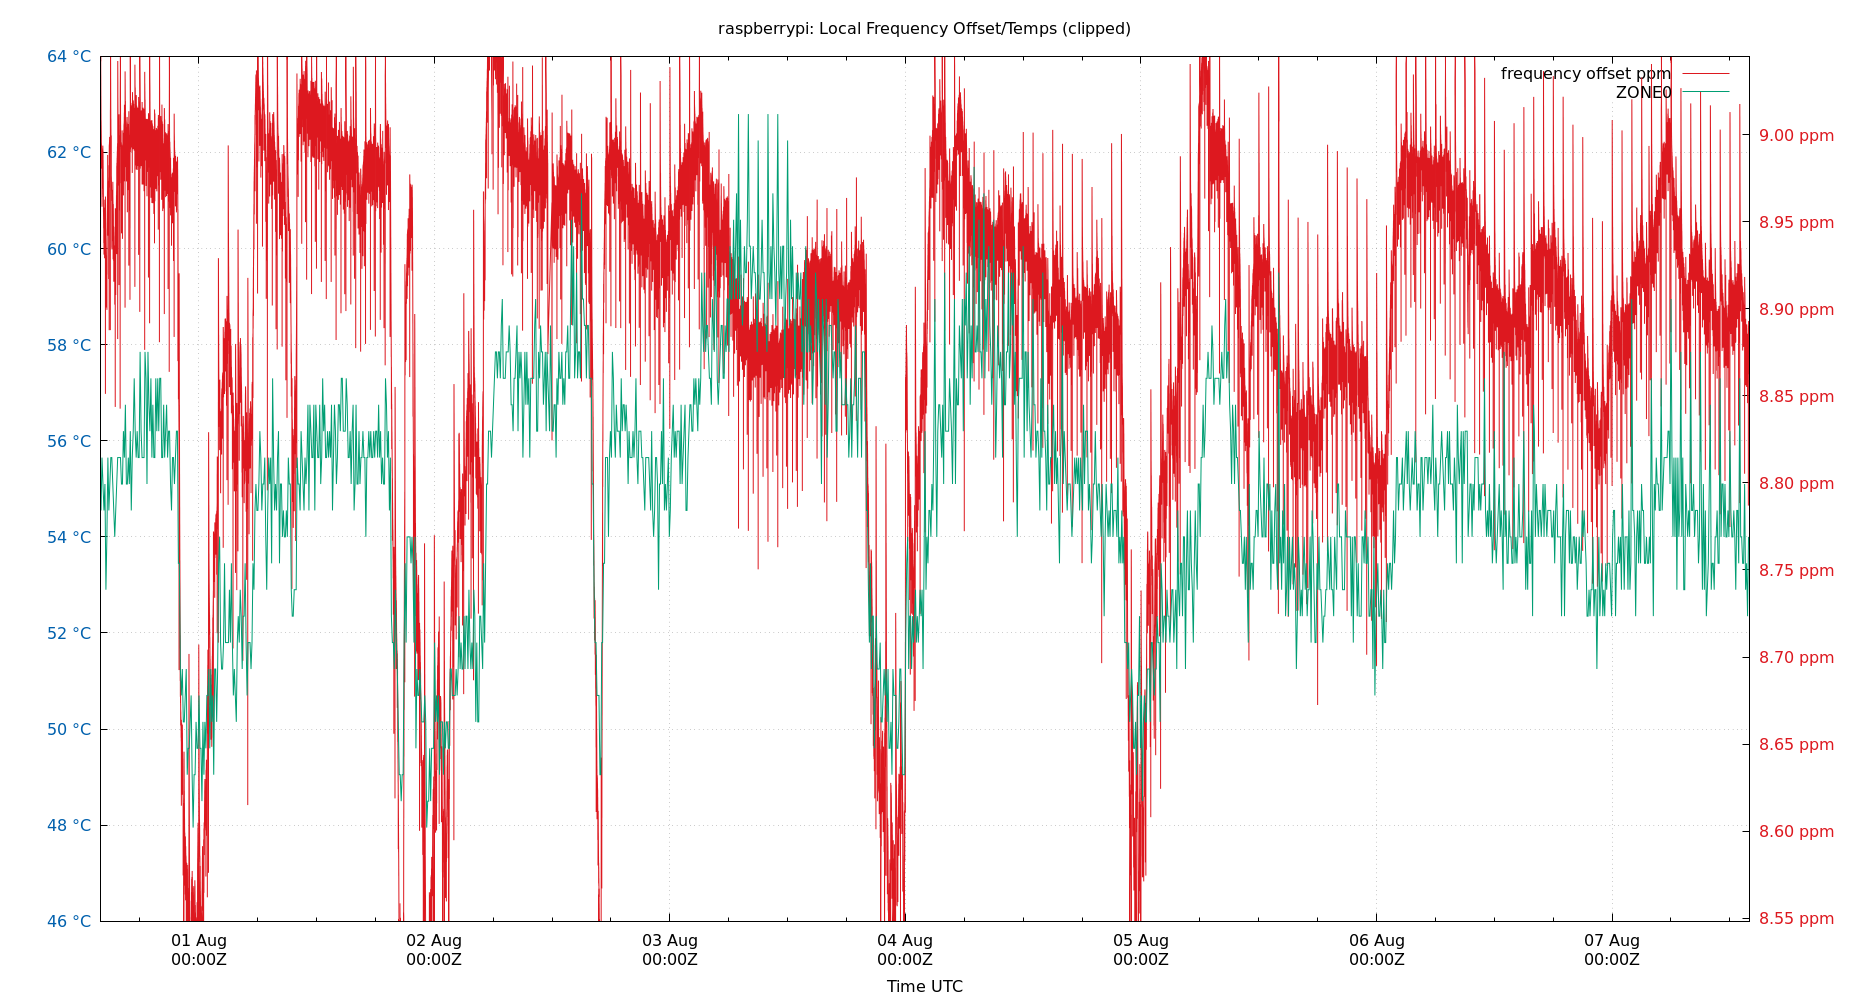 raspberrypi: Local Frequency Offset/Temps (clipped)
64 °C
62 °C
60 °C
58 °C
56 °C
54 °C
52 °C
50 °C
48 °C
46 °C
frequency offset ppm
ZONE0
9.00 ppm
8.95 ppm
8.90 ppm
8.85 ppm
8.80 ppm
8.75 ppm
8.70 ppm
8.65 ppm
8.60 ppm
8.55 ppm
01 Aug 02 Aug 03 Aug 04 Aug 05 Aug 06 Aug 07 Aug
00:00Z 00:00Z 00:00Z 00:00Z 00:00Z 00:00Z 00:00Z
Time UTC